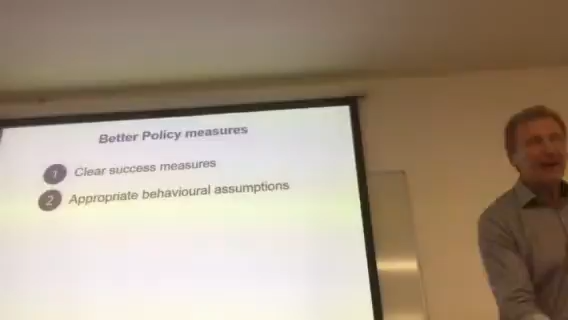 Better Policy measures
1 Clear success measures
2 Appropriate behavioural assumptions